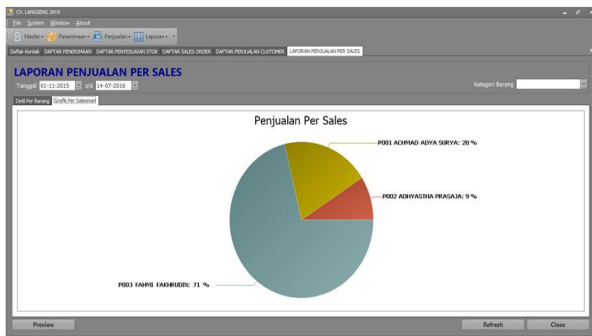 CV. LANGGENG JAYA
File System Window About
Master Penerimaan Penjualan Laporan
Daftar Kontak DAFTAR PENERIMAAN DAFTAR PENYESUAIAN STOK DAFTAR SALES ORDER DAFTAR PENJUALAN CUSTOMER LAPORAN PENJUALAN PER SALES
LAPORAN PENJUALAN PER SALES
Tanggal 01-11-2015 s/d 14-07-2016 Kategori Barang
Detil Per Barang Grafik Per Salesman
Penjualan Per Sales
P001 ACHMAD ADYA SURYA: 20 %
P002 ADHYASTHA PRASAJA: 9 %
P003 FAHMI FAKHRUDIN: 71 %
Preview Refresh Close